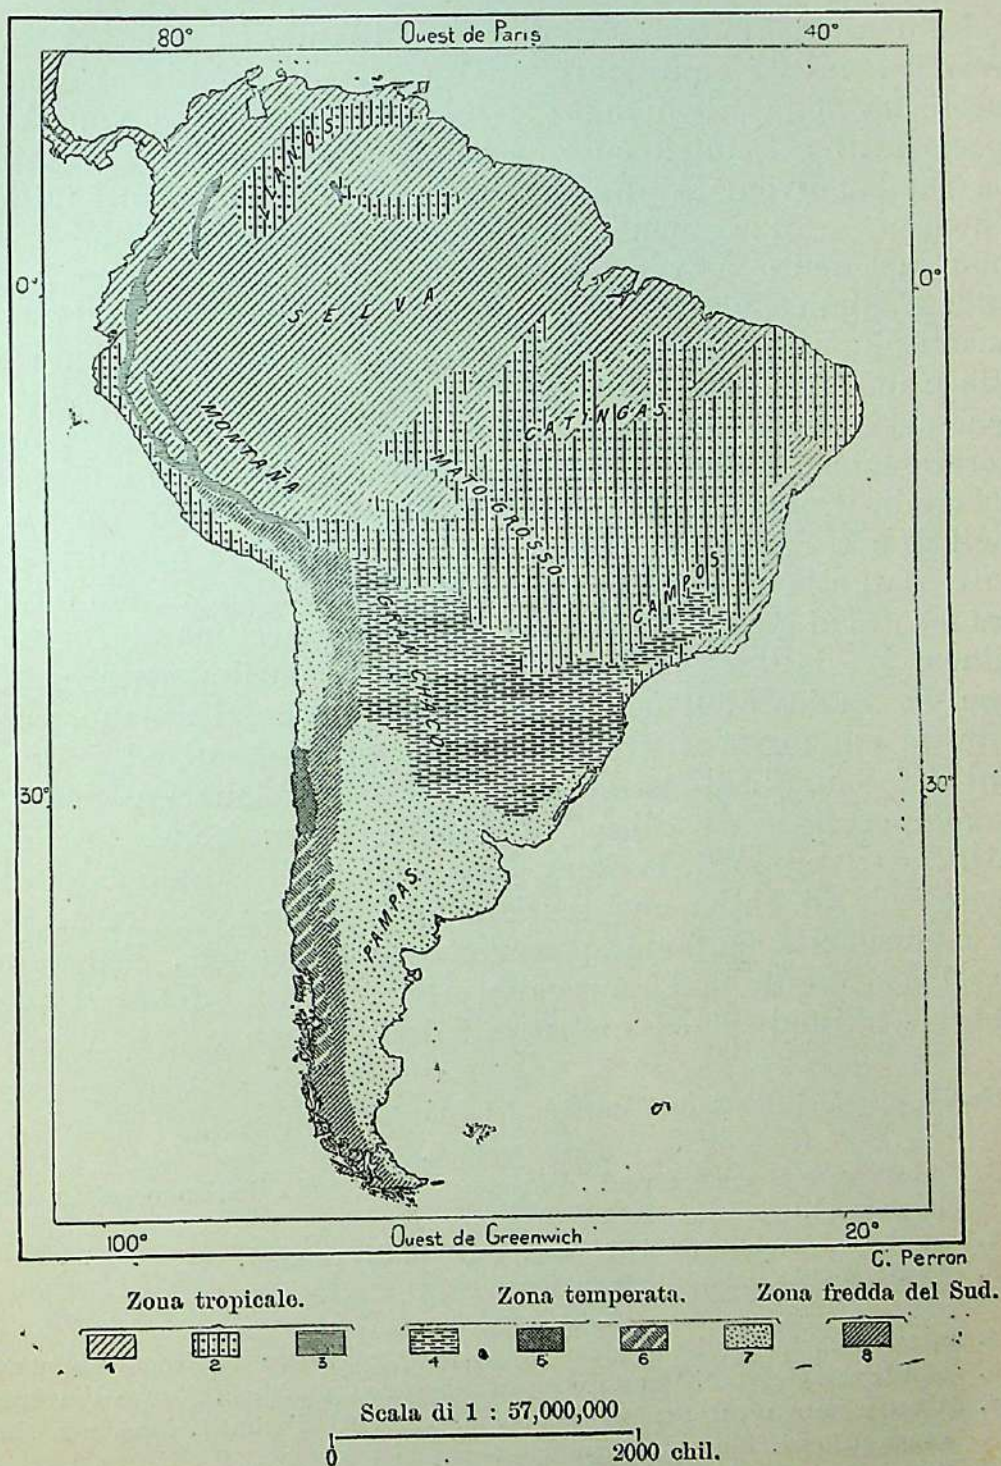 80° Ouest de Paris 40°
LLANOS
0° 0°
SELVA
MONTAÑA
CATINGAS
MATO GROSSO
CAMPOS
GRAN CHACO
30° 30°
PAMPAS
100° Ouest de Greenwich 20°
C. Perron
Zona tropicale. Zona temperata. Zona fredda del Sud.
1 2 3 4 5 6 7 8
Scala di 1 : 57,000,000
0 2000 chil.